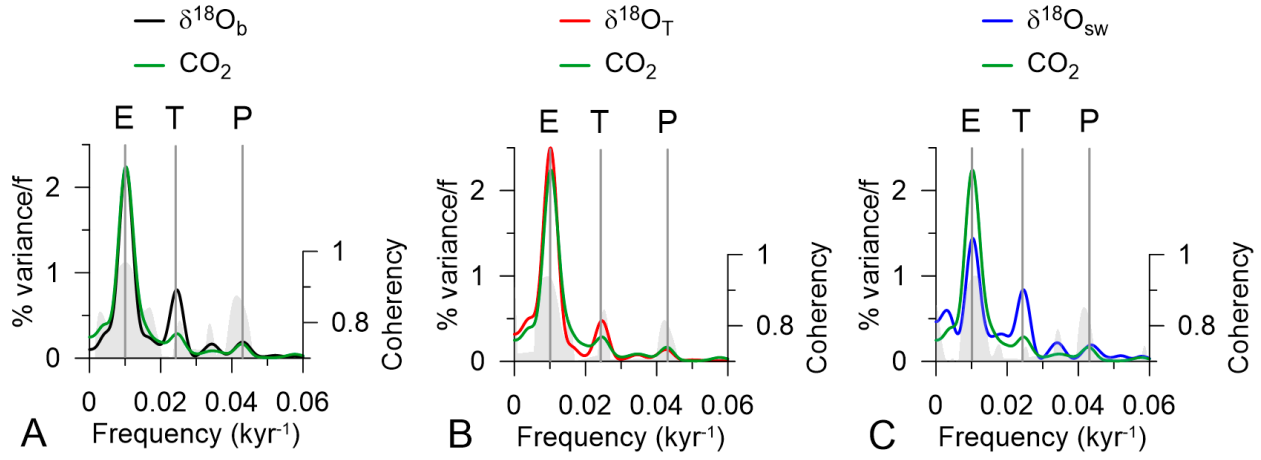 δ¹⁸O_b
CO₂
E T P
% variance/f
2
1
0
1
0.8
Coherency
0 0.02 0.04 0.06
A Frequency (kyr⁻¹)
δ¹⁸O_T
CO₂
E T P
% variance/f
2
1
0
1
0.8
Coherency
0 0.02 0.04 0.06
B Frequency (kyr⁻¹)
δ¹⁸O_sw
CO₂
E T P
% variance/f
2
1
0
1
0.8
Coherency
0 0.02 0.04 0.06
C Frequency (kyr⁻¹)